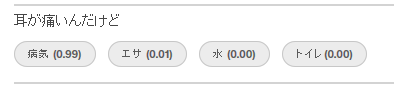 耳が痛いんだけど
病気 (0.99) エサ (0.01) 水 (0.00) トイレ(0.00)